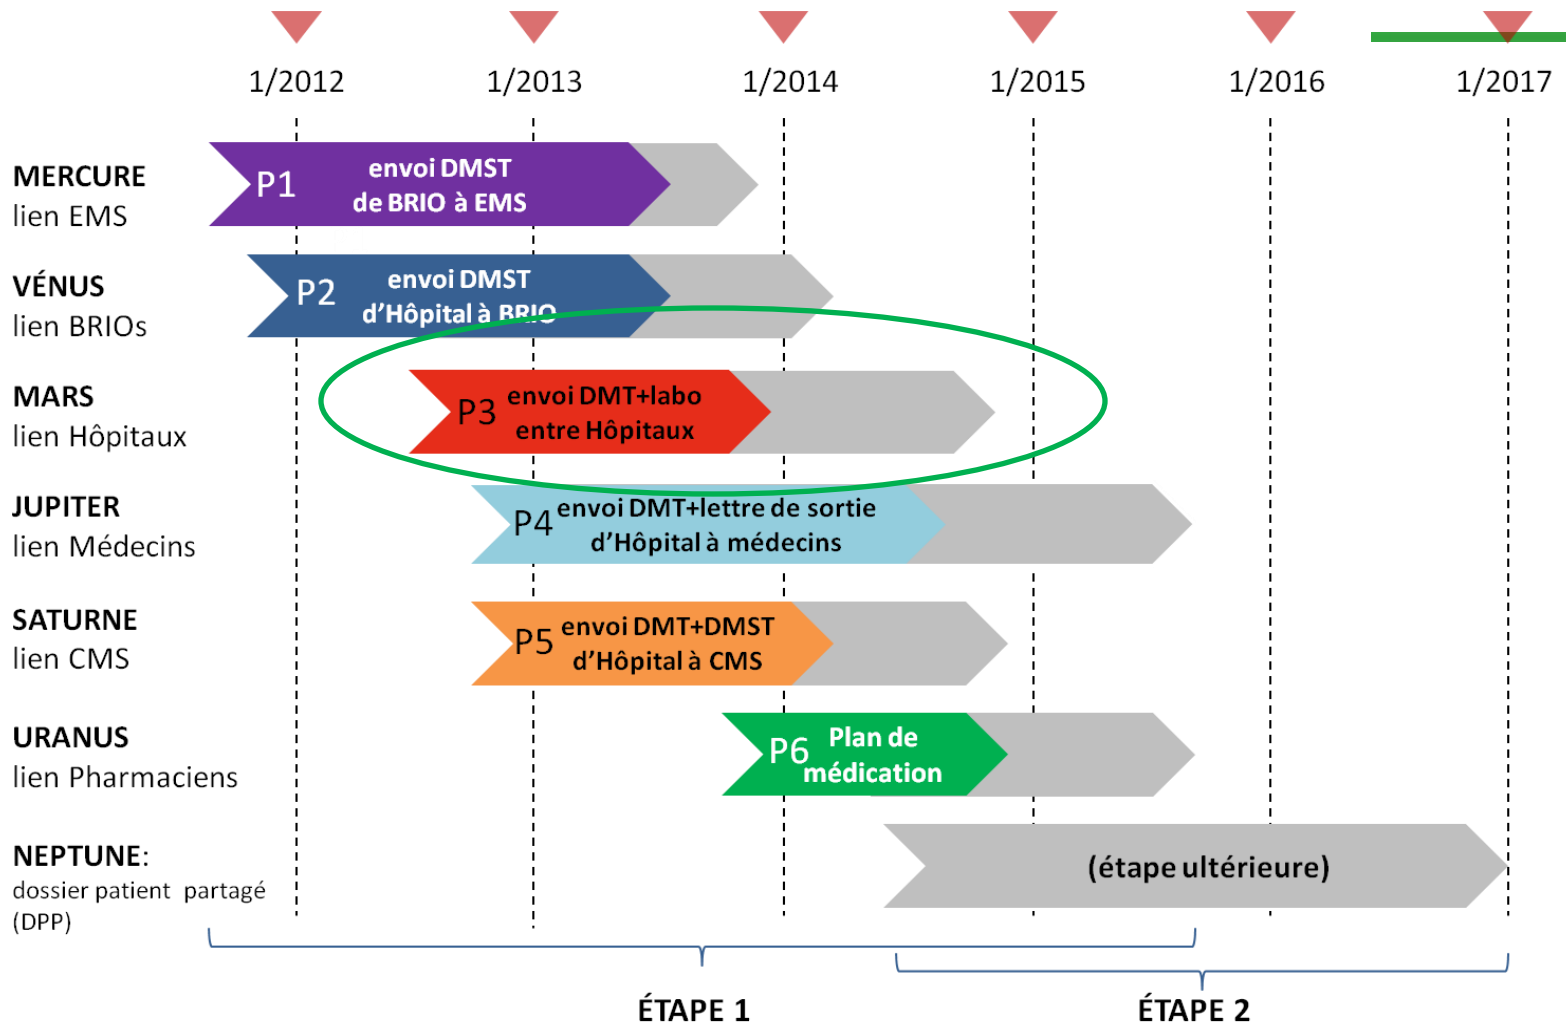 1/2012
1/2013
1/2014
1/2015
1/2016
1/2017
MERCURE
lien EMS
P1
envoi DMST
de BRIO à EMS
VÉNUS
lien BRIOs
P2
envoi DMST
d’Hôpital à BRIO
MARS
lien Hôpitaux
P3
envoi DMT+labo
entre Hôpitaux
JUPITER
lien Médecins
P4
envoi DMT+lettre de sortie
d’Hôpital à médecins
SATURNE
lien CMS
P5
envoi DMT+DMST
d’Hôpital à CMS
URANUS
lien Pharmaciens
P6
Plan de
médication
NEPTUNE:
dossier patient partagé
(DPP)
(étape ultérieure)
ÉTAPE 1
ÉTAPE 2